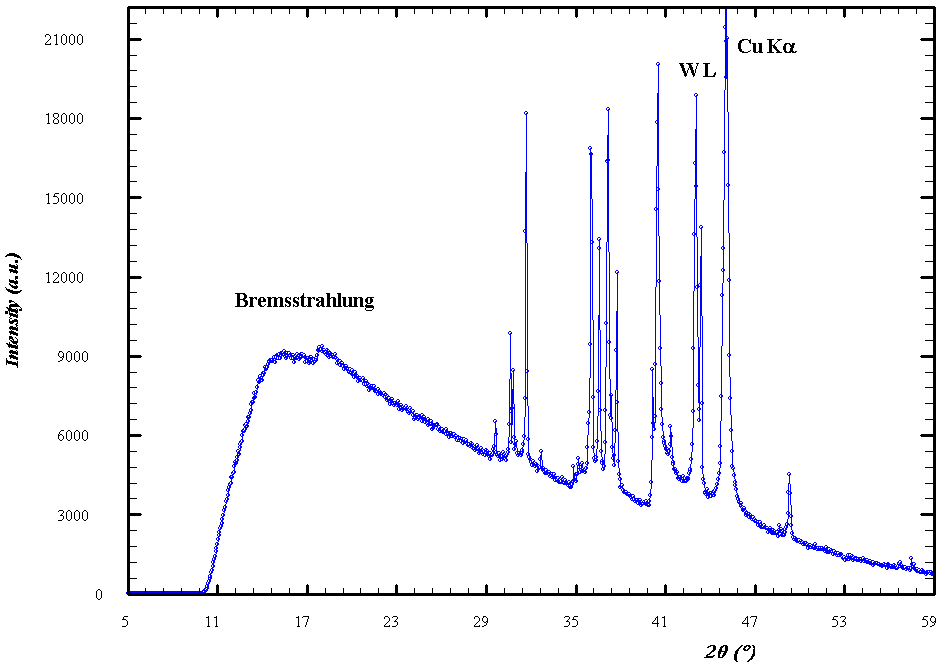 21000
Cu Kα
W L
18000
15000
12000
Bremsstrahlung
Intensity (a.u.)
9000
6000
3000
0
5 11 17 23 29 35 41 47 53 59
2θ (°)